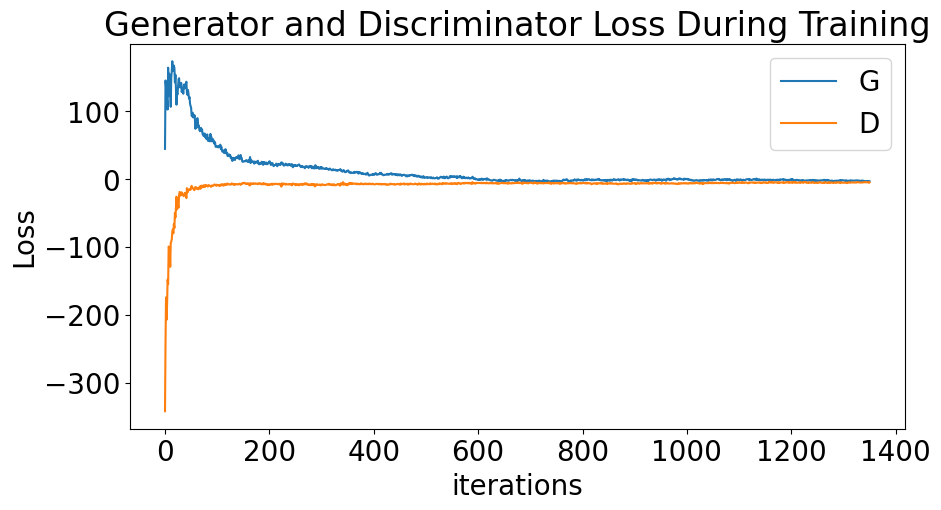 Generator and Discriminator Loss During Training
G
D
100
0
−100
−200
−300
Loss
0 200 400 600 800 1000 1200 1400
iterations